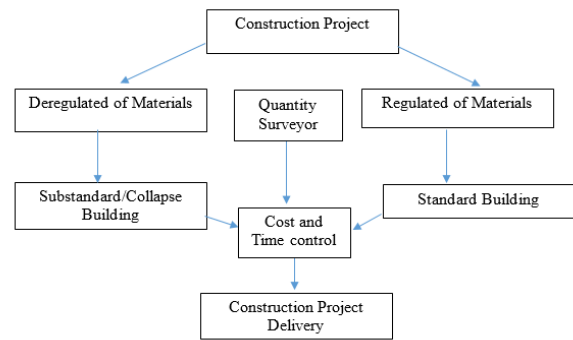 Construction Project
Deregulated of Materials
Quantity
Surveyor
Regulated of Materials
Substandard/Collapse
Building
Cost and
Time control
Standard Building
Construction Project
Delivery